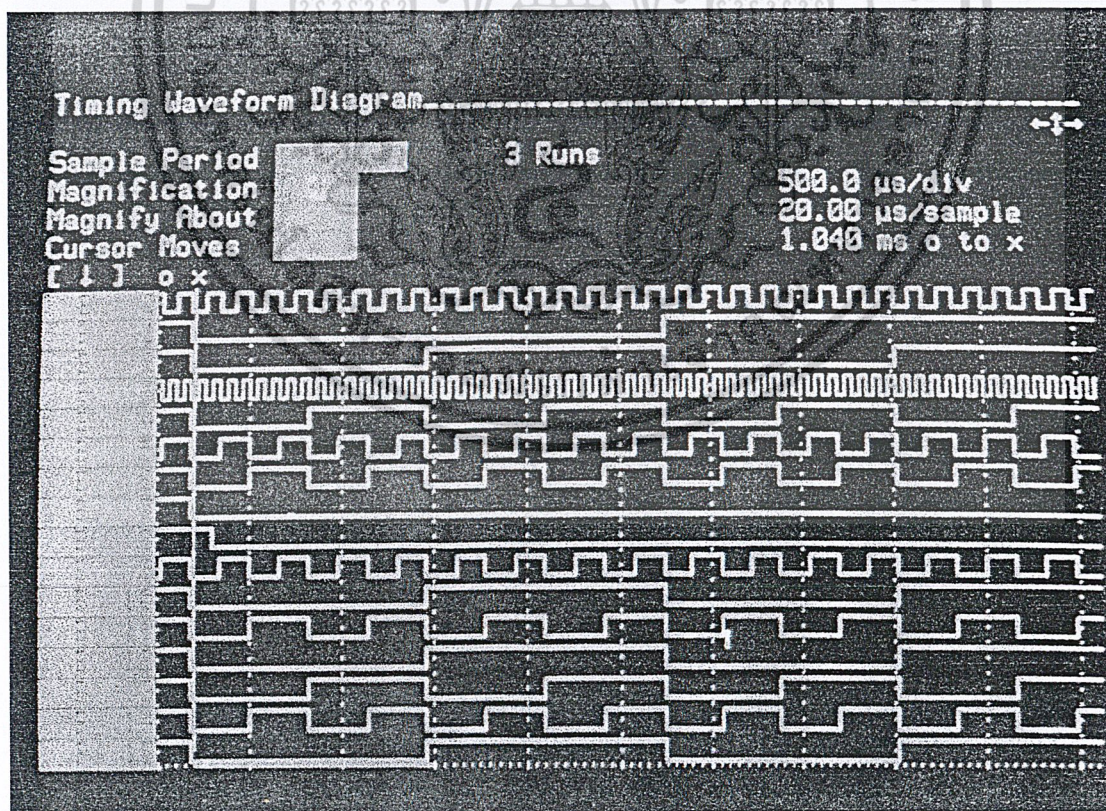 Timing Waveform Diagram
Sample Period
3 Runs
Magnification
500.0 µs/div
Magnify About
20.00 µs/sample
Cursor Moves
1.040 ms o to x
[ ↓ ] o x